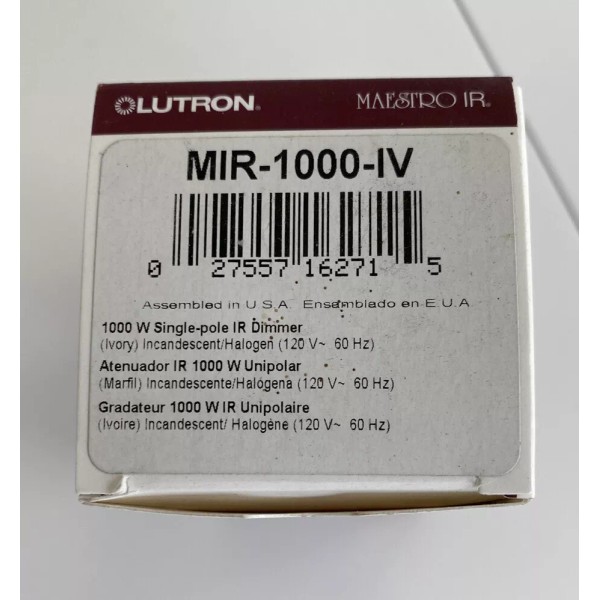 LUTRON® MAESTRO IR®
MIR-1000-IV
0 27557 16271 5
Assembled in U.S.A. Ensamblado en E.U.A
1000 W Single-pole IR Dimmer
(Ivory) Incandescent/Halogen (120 V~ 60 Hz)
Atenuador IR 1000 W Unipolar
(Marfil) Incandescente/Halógena (120 V~ 60 Hz)
Gradateur 1000 W IR Unipolaire
(Ivoire) Incandescent/ Halogène (120 V~ 60 Hz)